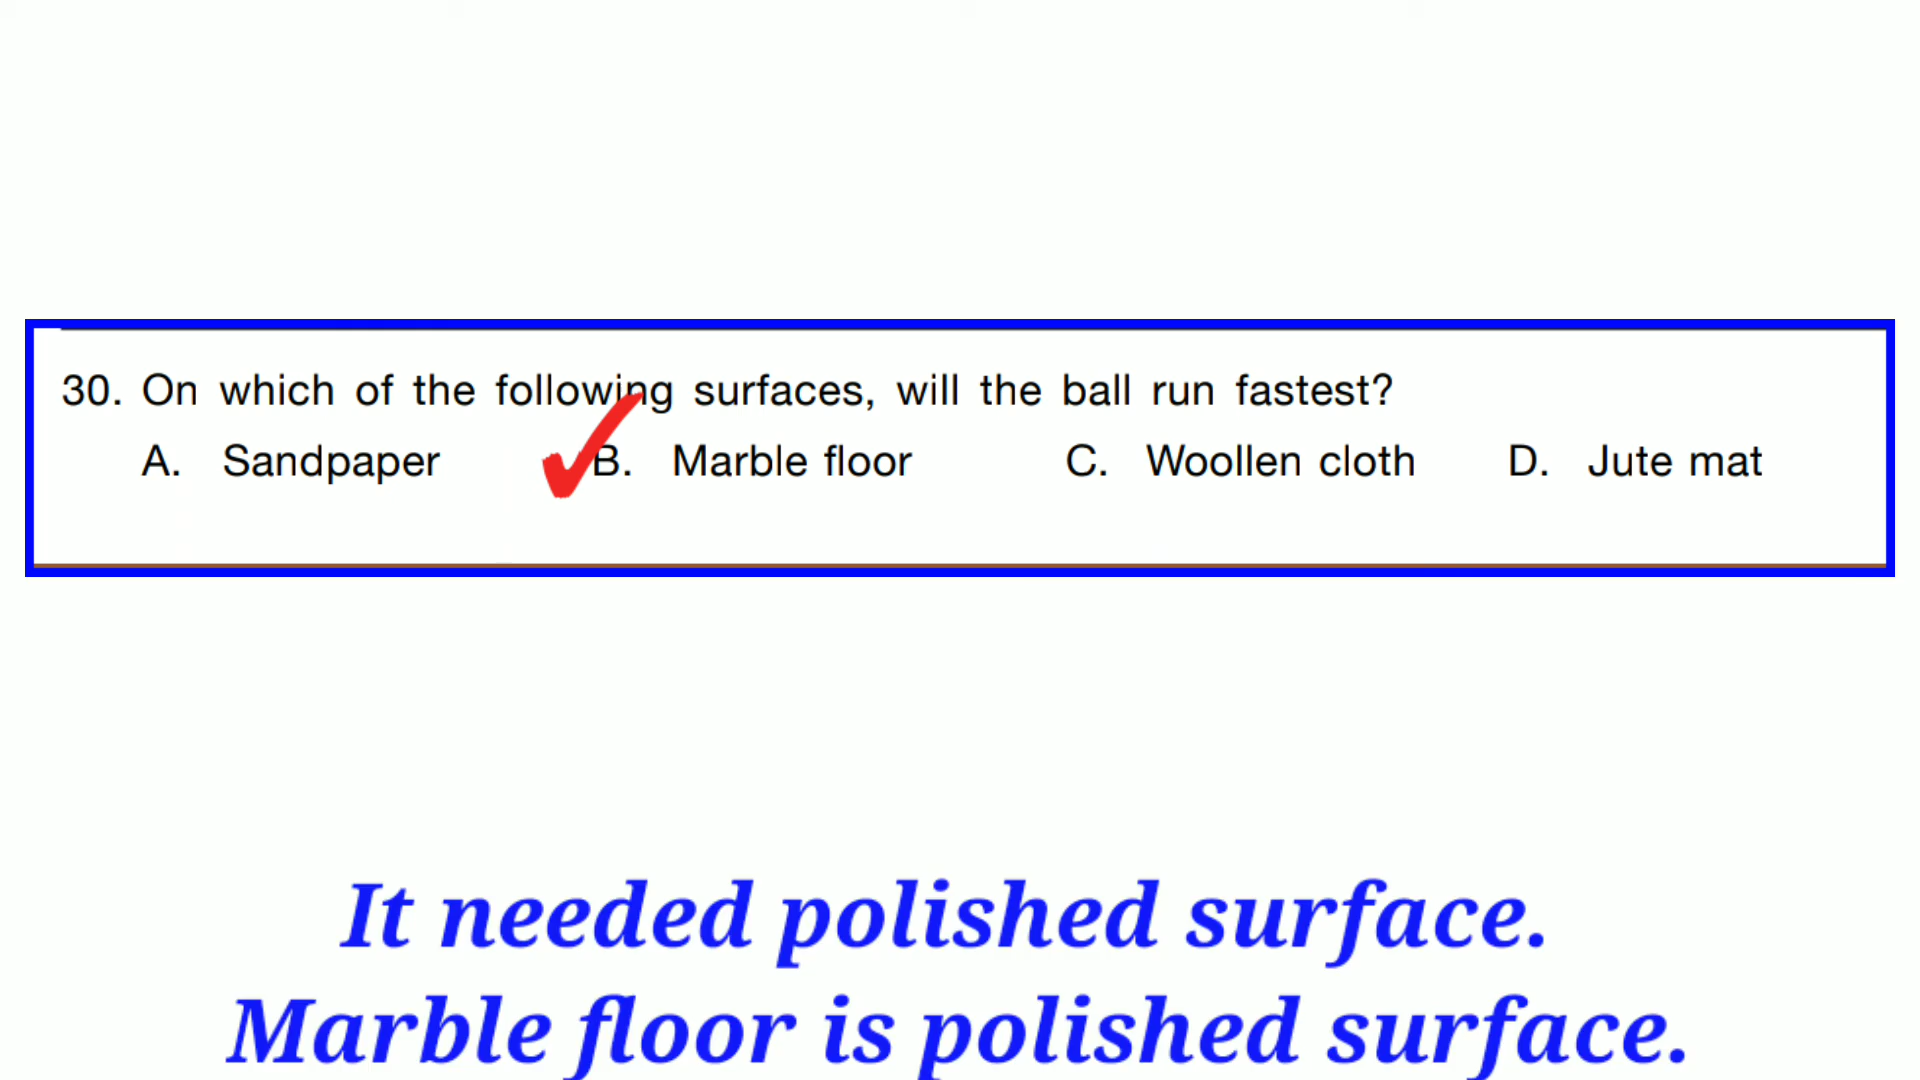 30. On which of the following surfaces, will the ball run fastest?
A. Sandpaper B. Marble floor C. Woollen cloth D. Jute mat
It needed polished surface.
Marble floor is polished surface.